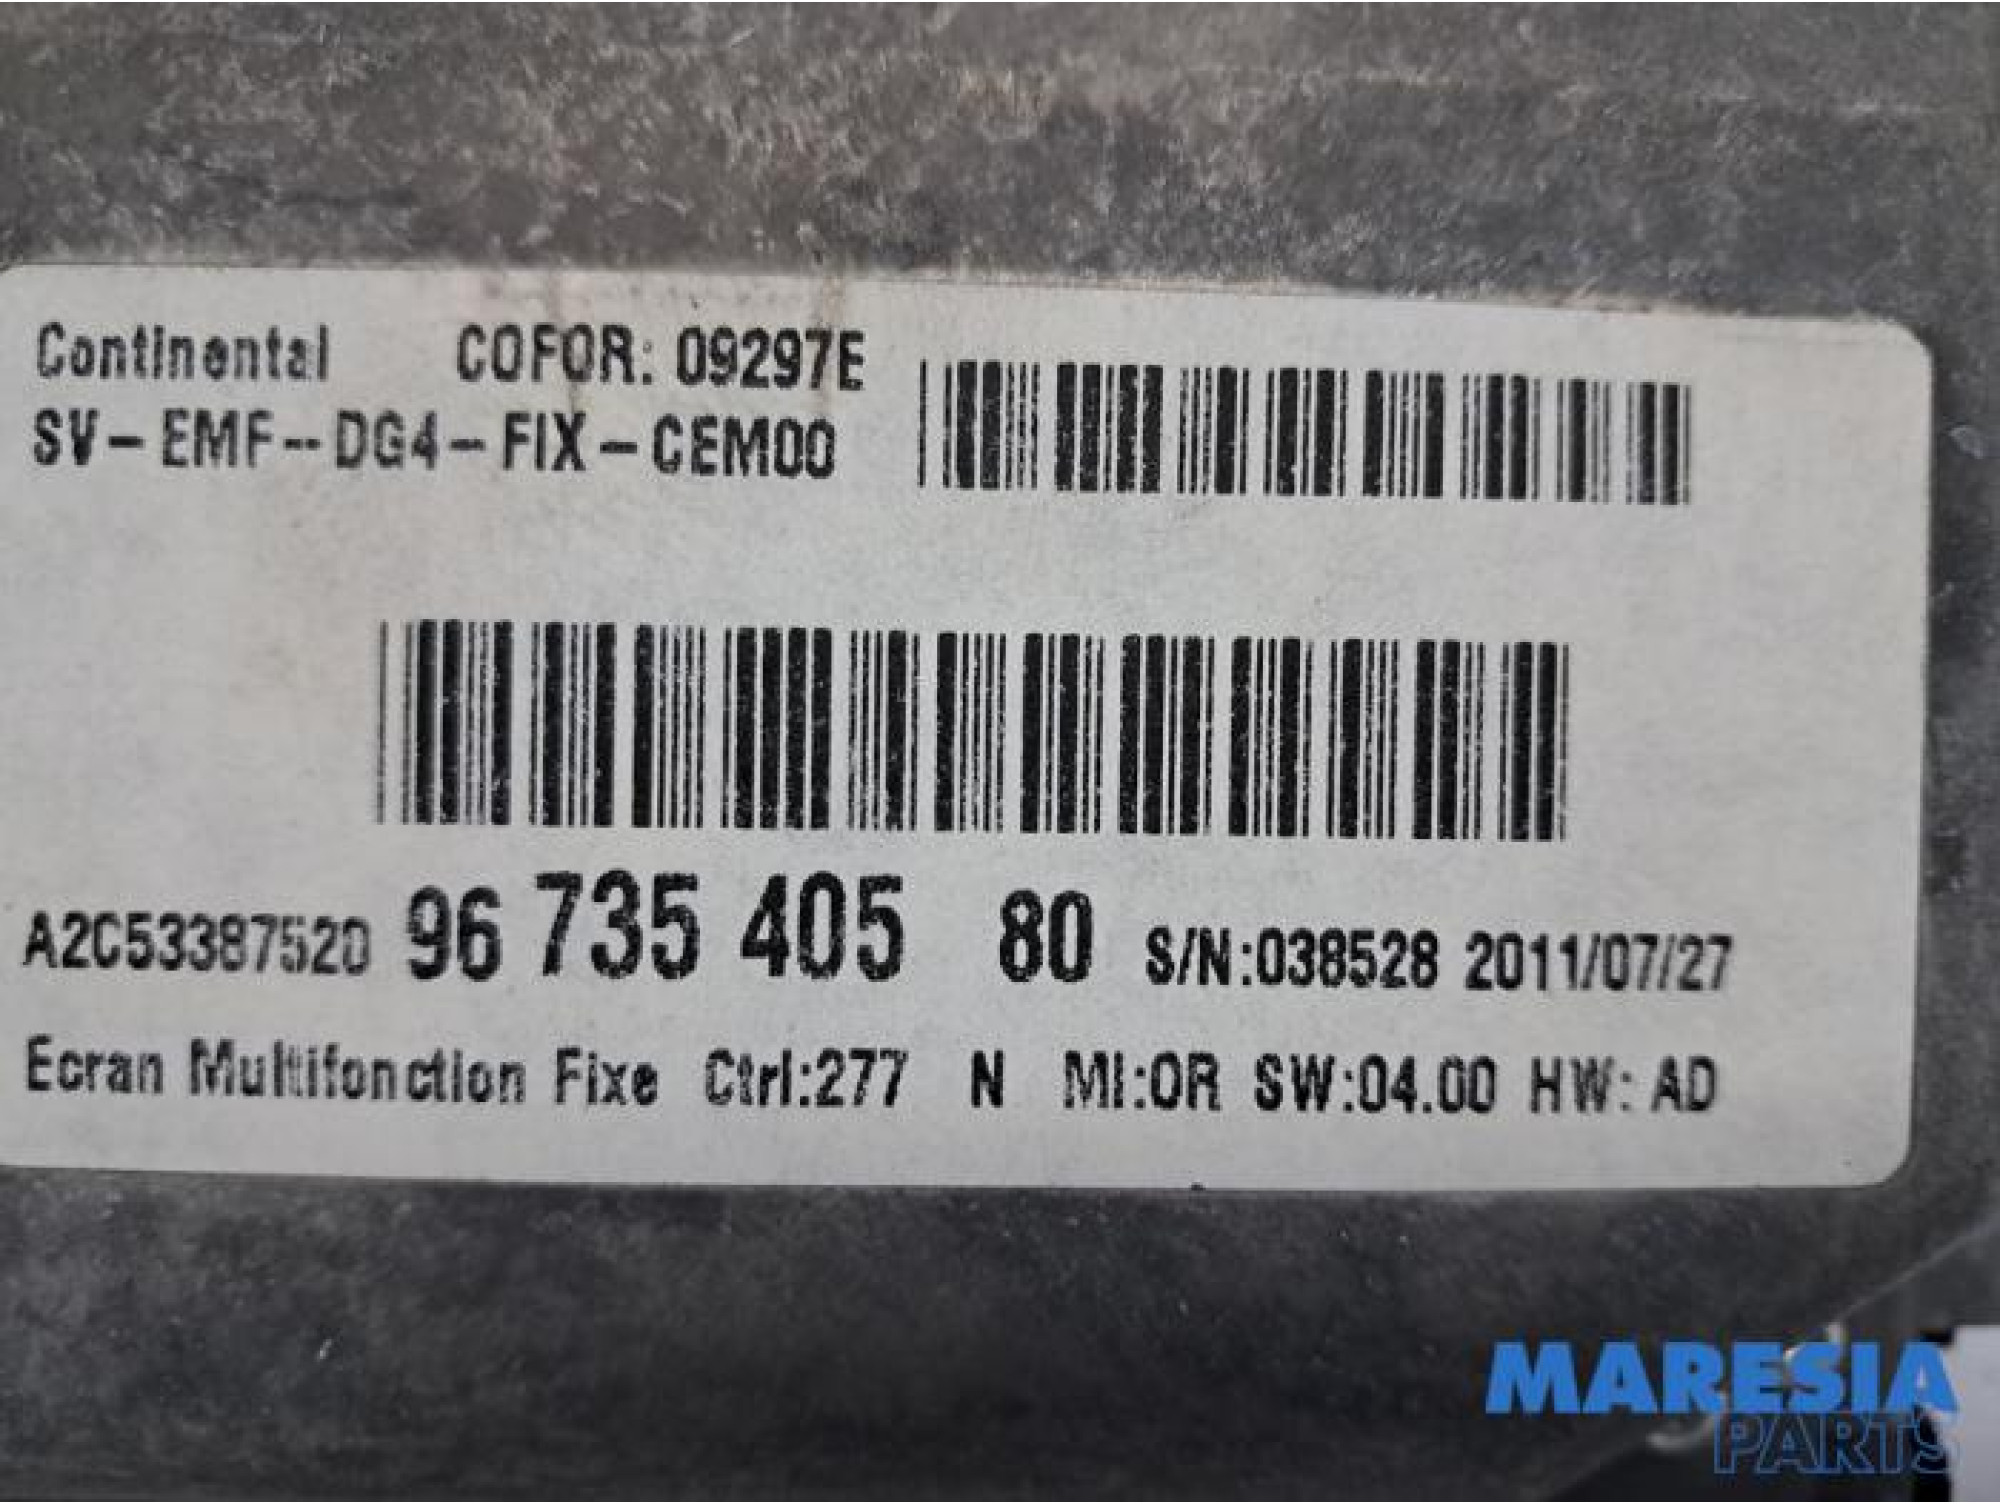 Continental COFOR: 09297E
SV-EMF--DG4-FIX-CEM00
A2C53387520 96 735 405 80 S/N:038528 2011/07/27
Ecran Multifonction Fixe Ctrl:277 N MI:OR SW:04.00 HW: AD
MARESIA
PARTS